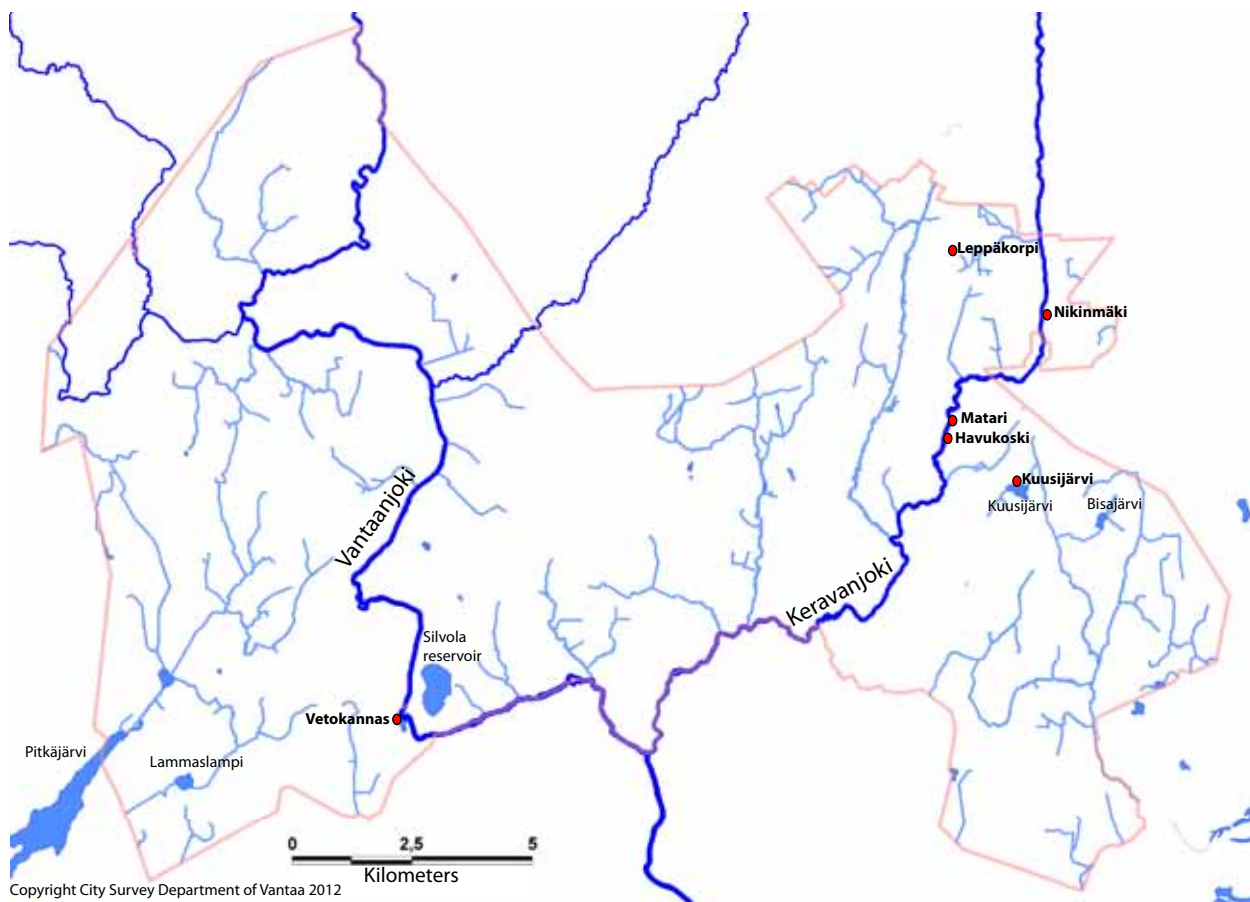 Leppäkorpi
Nikinmäki
Matari
Havukoski
Kuusijärvi
Kuusijärvi
Bisajärvi
Vantaanjoki
Keravanjoki
Silvola
reservoir
Vetokannas
Pitkäjärvi
Lammaslampi
0 2,5 5
Kilometers
Copyright City Survey Department of Vantaa 2012